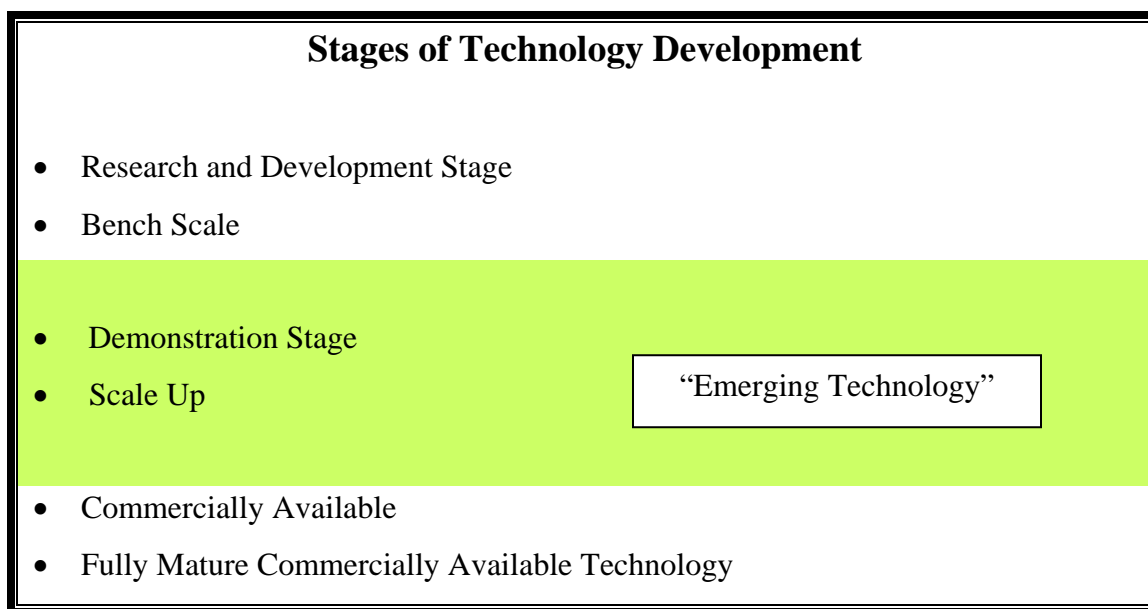 Stages of Technology Development
• Research and Development Stage
• Bench Scale
• Demonstration Stage
• Scale Up
“Emerging Technology”
• Commercially Available
• Fully Mature Commercially Available Technology